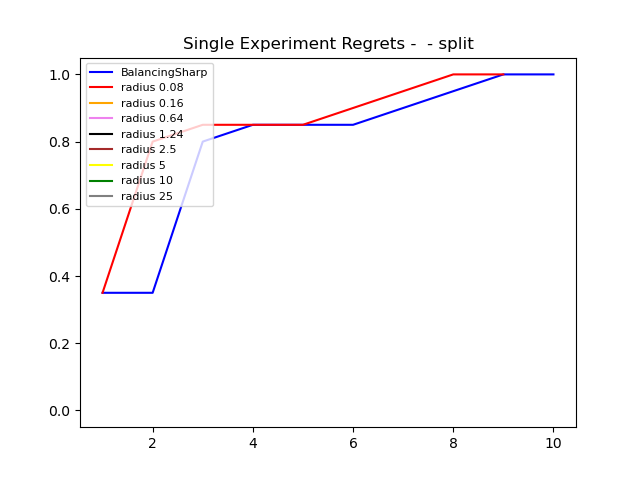 Single Experiment Regrets -  - split
1.0
0.8
0.6
0.4
0.2
0.0
BalancingSharp
radius 0.08
radius 0.16
radius 0.64
radius 1.24
radius 2.5
radius 5
radius 10
radius 25
2 4 6 8 10